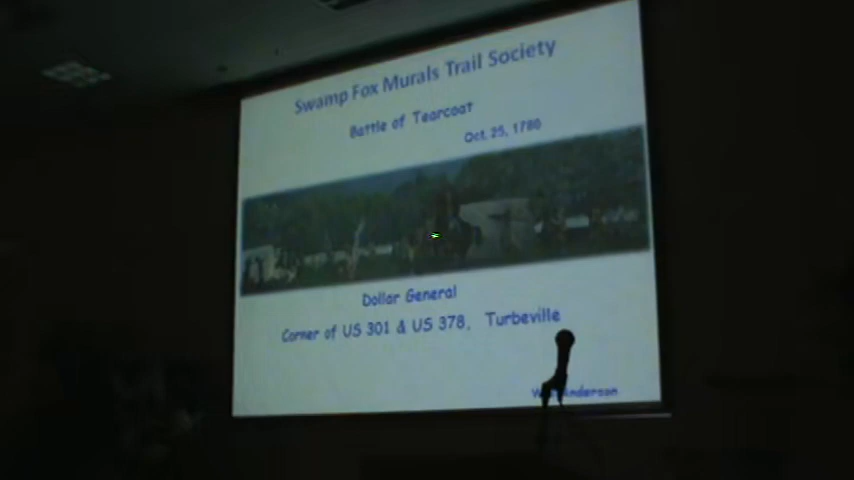 Swamp Fox Murals Trail Society
Battle of Tearcoat
Oct. 25, 1780
Dollar General
Corner of US 301 & US 378, Turbeville
Anderson